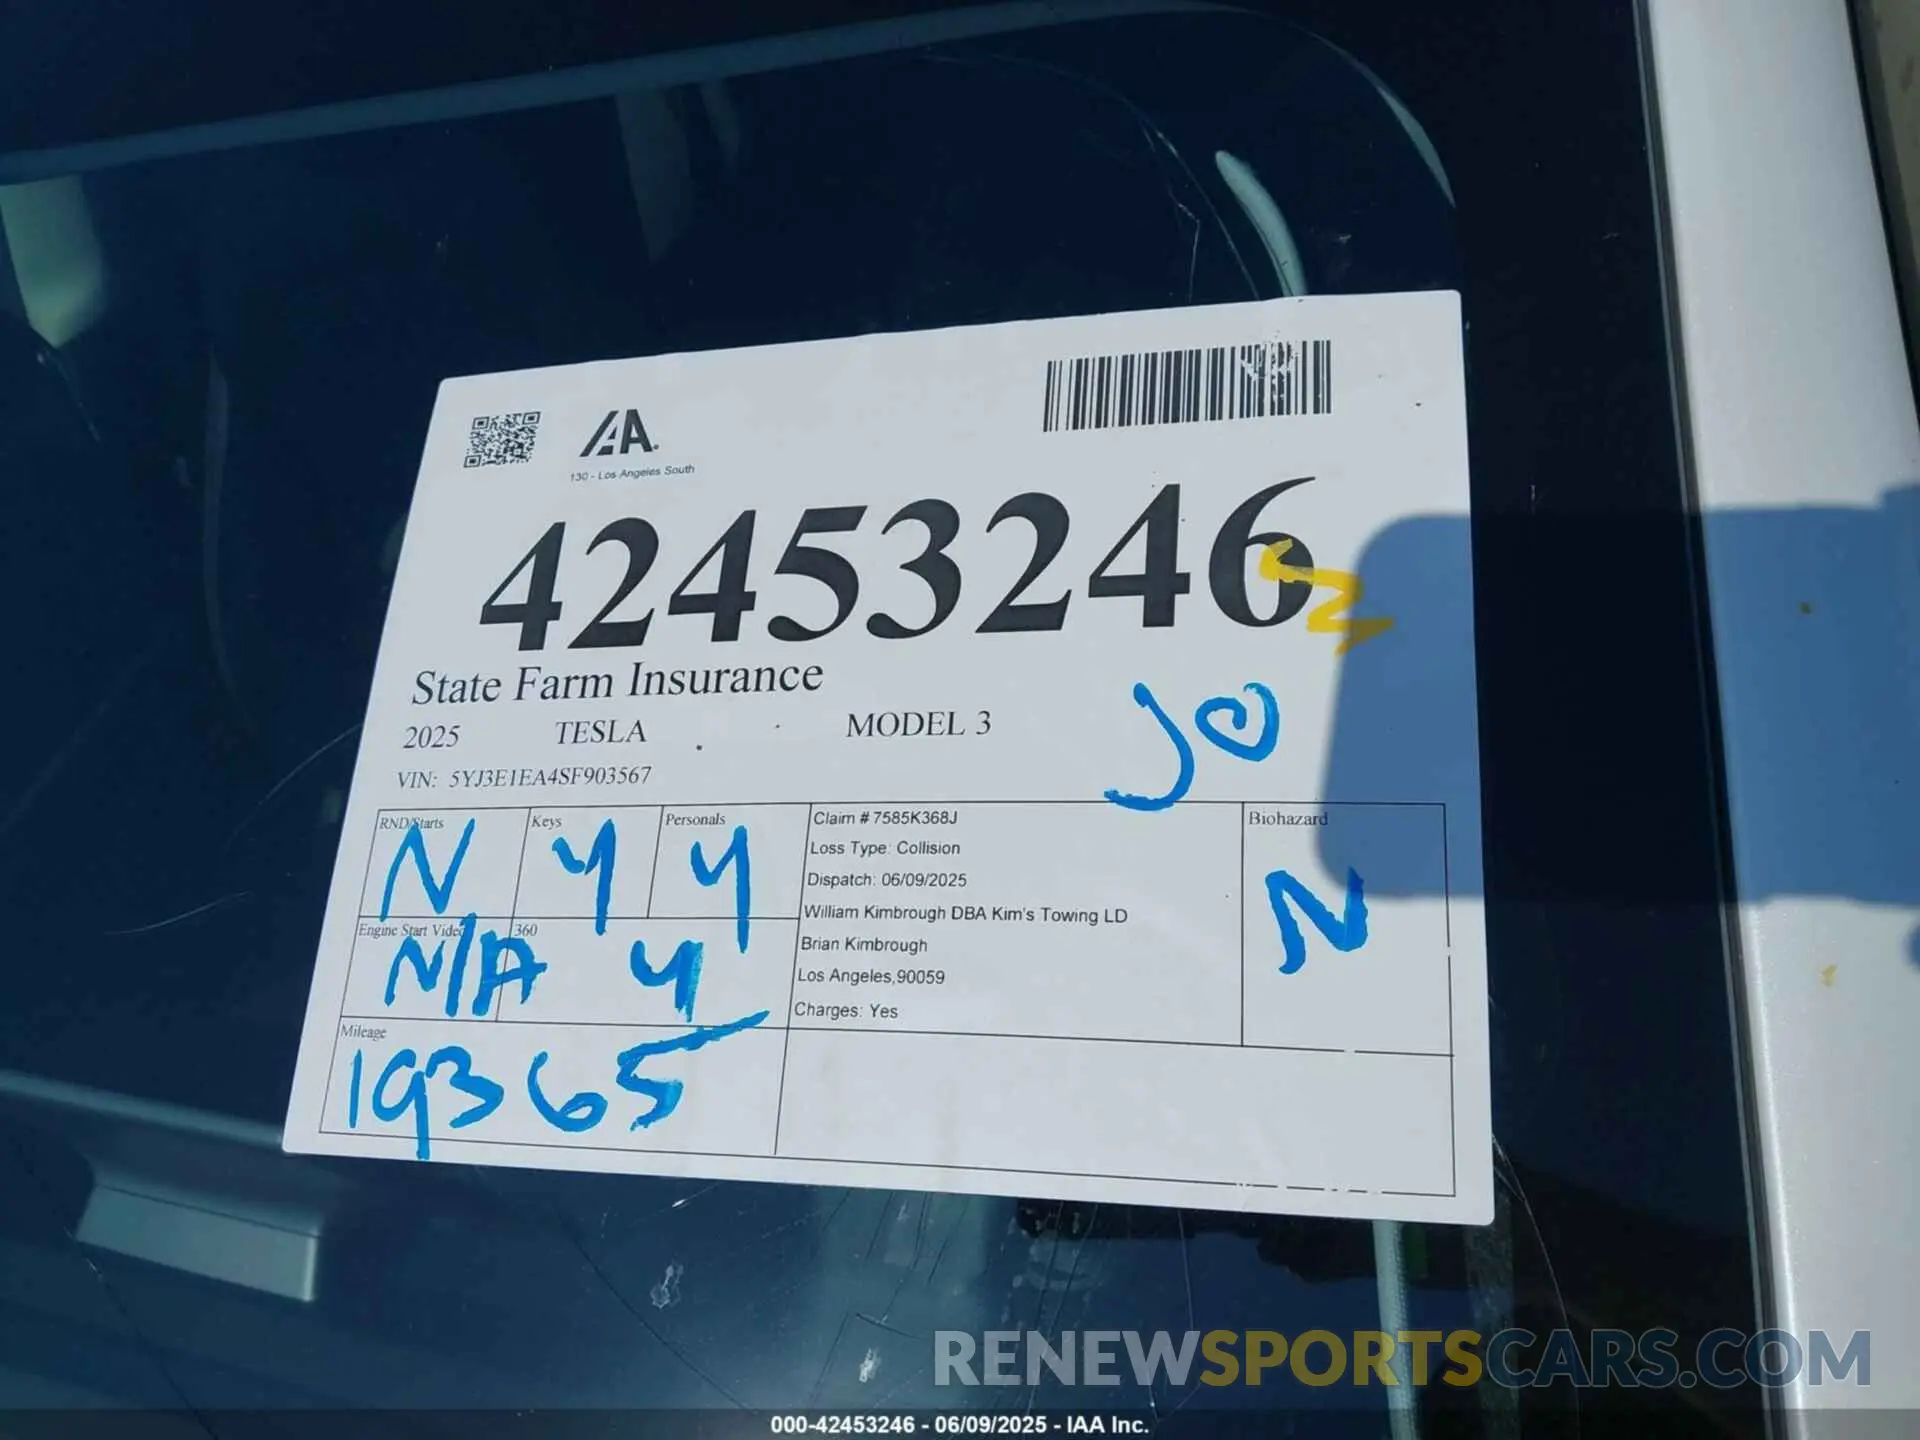 IAA.
130 - Los Angeles South
42453246
State Farm Insurance
2025 TESLA MODEL 3
JO
VIN: 5YJ3E1EA4SF903567
RND/Starts Keys Personals
N Y Y
Engine Start Video 360
N/A Y
Mileage
19365
Claim # 7585K368J
Loss Type: Collision
Dispatch: 06/09/2025
William Kimbrough DBA Kim's Towing LD
Brian Kimbrough
Los Angeles,90059
Charges: Yes
Biohazard
N
RENEWSPORTSCARS.COM
000-42453246 - 06/09/2025 - IAA Inc.